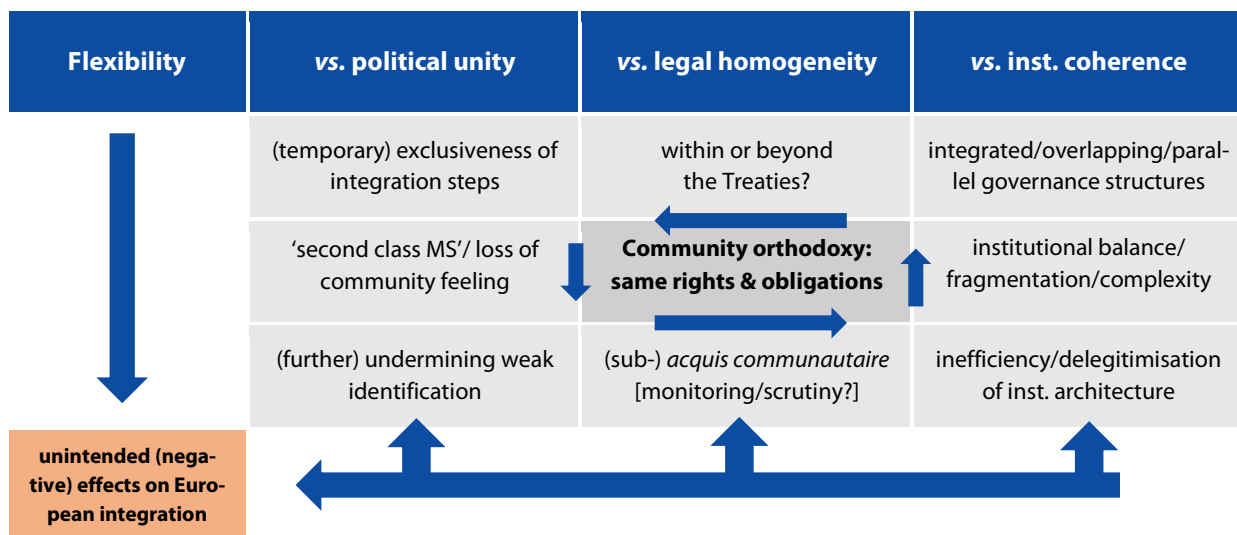 Flexibility
vs. political unity
vs. legal homogeneity
vs. inst. coherence
(temporary) exclusiveness of
integration steps
within or beyond
the Treaties?
integrated/overlapping/paral-
lel governance structures
‘second class MS’/ loss of
community feeling
Community orthodoxy:
same rights & obligations
institutional balance/
fragmentation/complexity
(further) undermining weak
identification
(sub-) acquis communautaire
[monitoring/scrutiny?]
inefficiency/delegitimisation
of inst. architecture
unintended (nega-
tive) effects on Euro-
pean integration